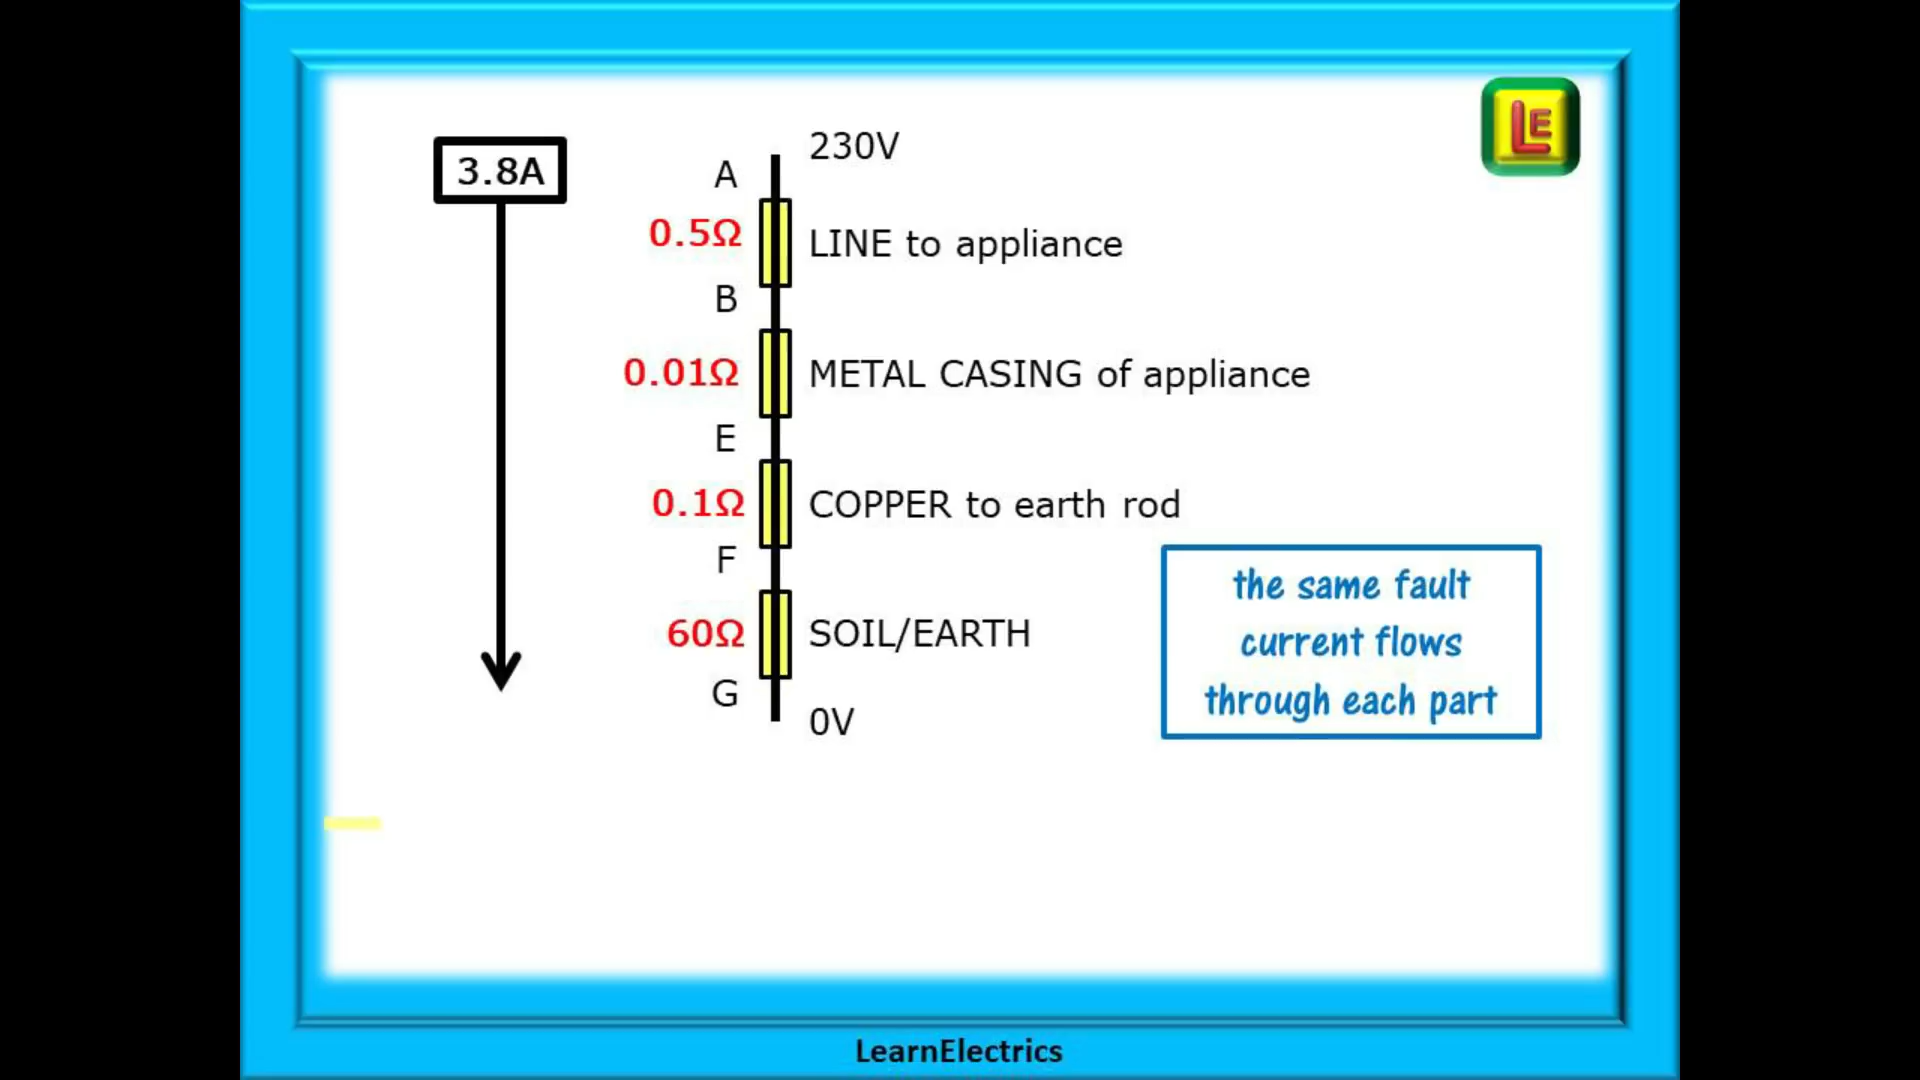 230V
3.8A
A
0.5Ω
LINE to appliance
B
0.01Ω
METAL CASING of appliance
E
0.1Ω
COPPER to earth rod
F
60Ω
SOIL/EARTH
G
0V
the same fault
current flows
through each part
LE
LearnElectrics